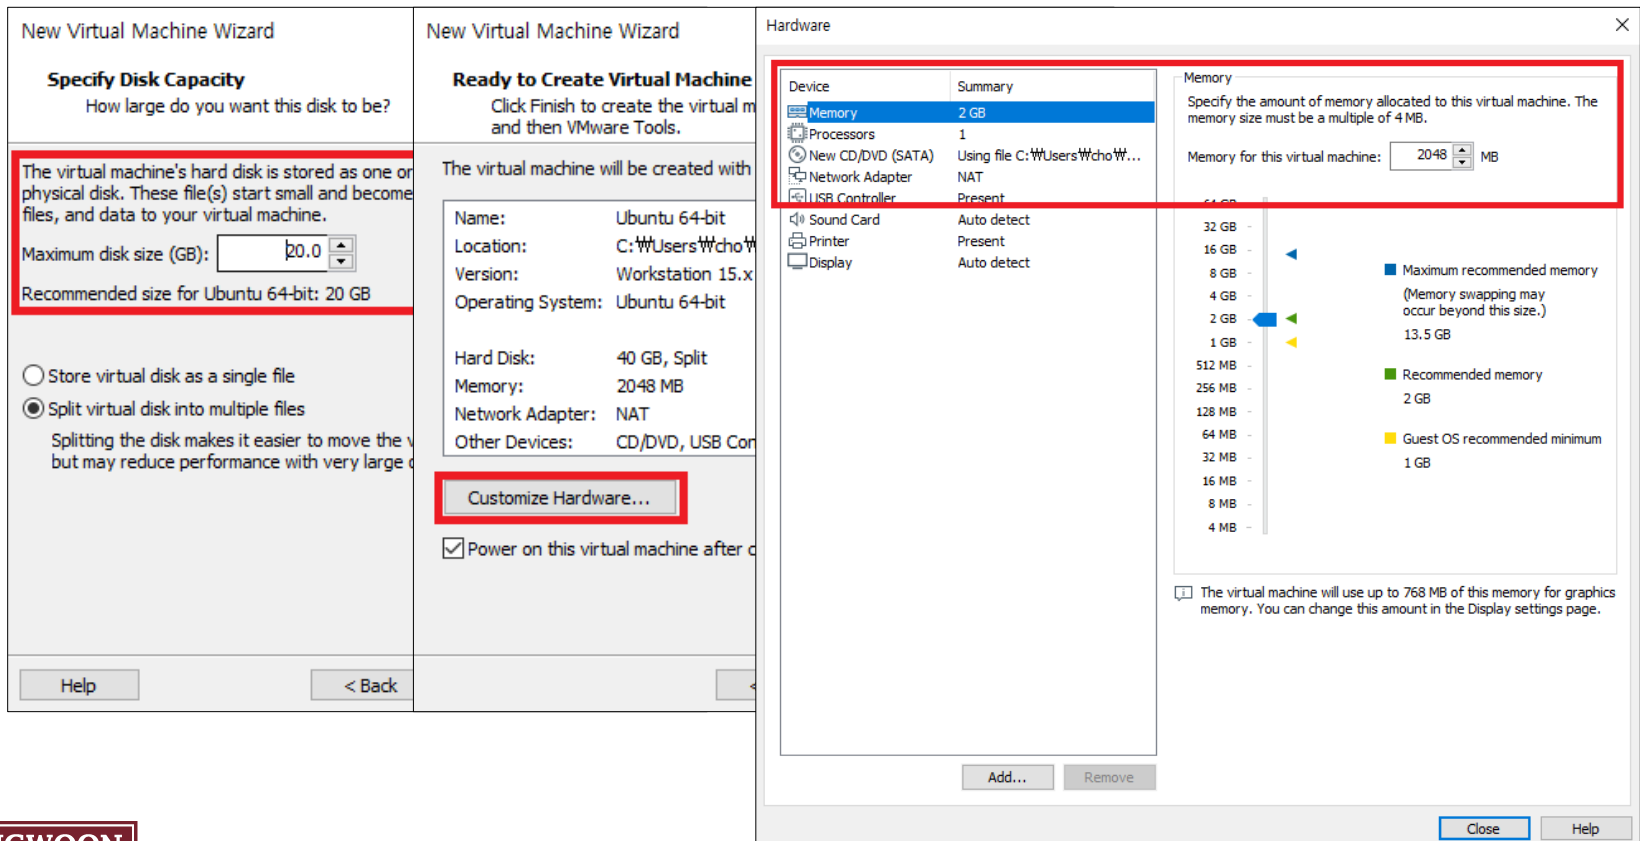 New Virtual Machine Wizard
Specify Disk Capacity
How large do you want this disk to be?
The virtual machine's hard disk is stored as one or
physical disk. These file(s) start small and become
files, and data to your virtual machine.
Maximum disk size (GB): 20.0
Recommended size for Ubuntu 64-bit: 20 GB
Store virtual disk as a single file
Split virtual disk into multiple files
Splitting the disk makes it easier to move the
but may reduce performance with very large
Help
< Back
New Virtual Machine Wizard
Ready to Create Virtual Machine
Click Finish to create the virtual
and then VMware Tools.
The virtual machine will be created with
Name: Ubuntu 64-bit
Location: C:₩Users₩cho₩
Version: Workstation 15.x
Operating System: Ubuntu 64-bit
Hard Disk: 40 GB, Split
Memory: 2048 MB
Network Adapter: NAT
Other Devices: CD/DVD, USB Con
Customize Hardware...
Power on this virtual machine after
<
Hardware
Device Summary
Memory 2 GB
Processors 1
New CD/DVD (SATA) Using file C:₩Users₩cho₩...
Network Adapter NAT
USB Controller Present
Sound Card Auto detect
Printer Present
Display Auto detect
Add...
Remove
Memory
Specify the amount of memory allocated to this virtual machine. The
memory size must be a multiple of 4 MB.
Memory for this virtual machine: 2048 MB
64 GB
32 GB
16 GB
8 GB
4 GB
2 GB
1 GB
512 MB
256 MB
128 MB
64 MB
32 MB
16 MB
8 MB
4 MB
Maximum recommended memory
(Memory swapping may
occur beyond this size.)
13.5 GB
Recommended memory
2 GB
Guest OS recommended minimum
1 GB
The virtual machine will use up to 768 MB of this memory for graphics
memory. You can change this amount in the Display settings page.
Close
Help